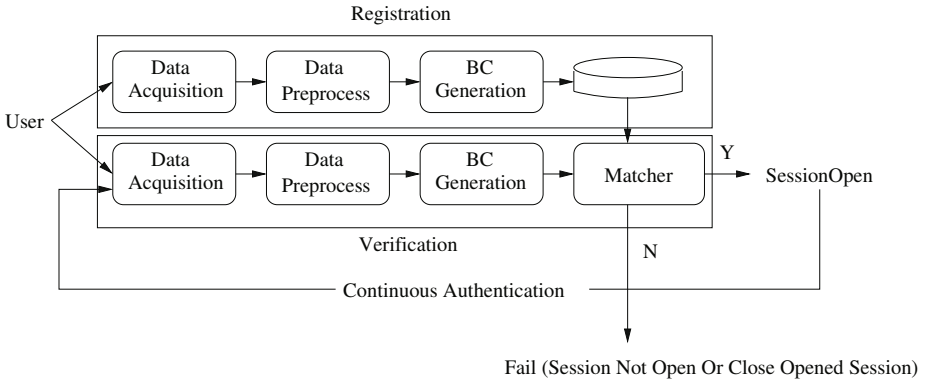 Registration
Data
Acquisition
Data
Preprocess
BC
Generation
User
Data
Acquisition
Data
Preprocess
BC
Generation
Matcher
Y
SessionOpen
Verification
N
Continuous Authentication
Fail (Session Not Open Or Close Opened Session)